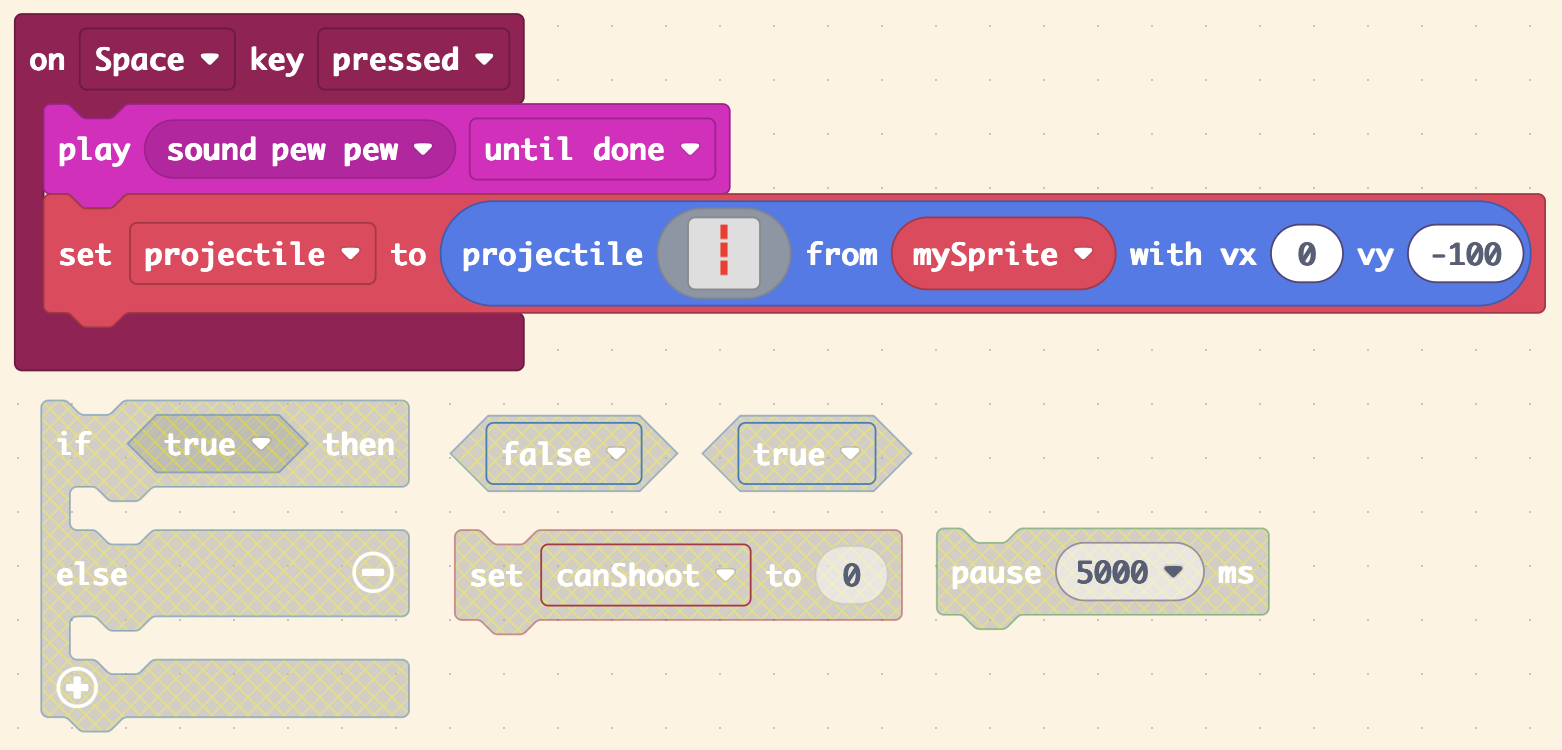 on Space key pressed
play sound pew pew until done
set projectile to projectile from mySprite with vx 0 vy -100
if true then
false
true
else
set canShoot to 0
pause 5000 ms